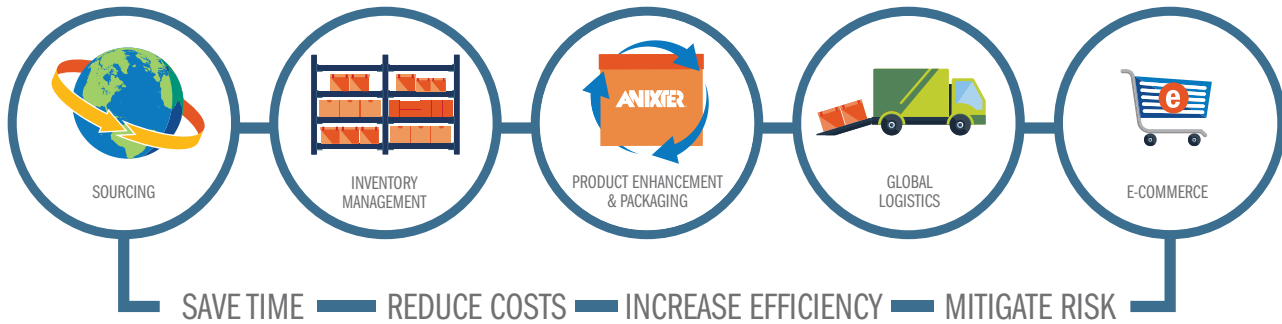 SOURCING
INVENTORY
MANAGEMENT
ANIXTER
PRODUCT ENHANCEMENT
& PACKAGING
GLOBAL
LOGISTICS
e
E-COMMERCE
SAVE TIME
REDUCE COSTS
INCREASE EFFICIENCY
MITIGATE RISK